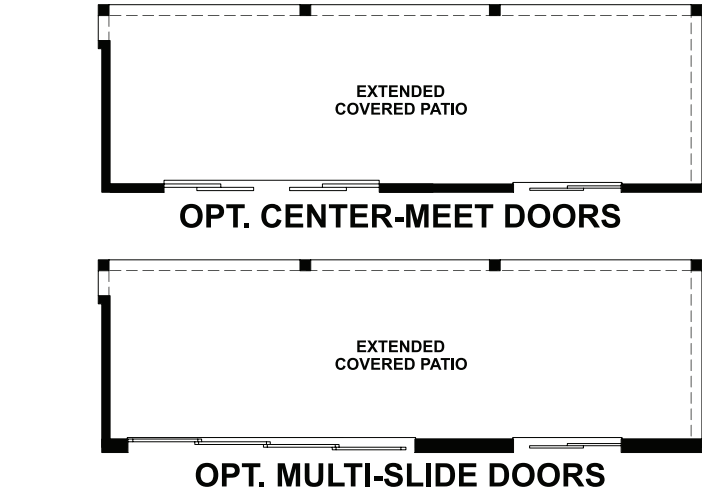 EXTENDED
COVERED PATIO
OPT. CENTER-MEET DOORS
EXTENDED
COVERED PATIO
OPT. MULTI-SLIDE DOORS